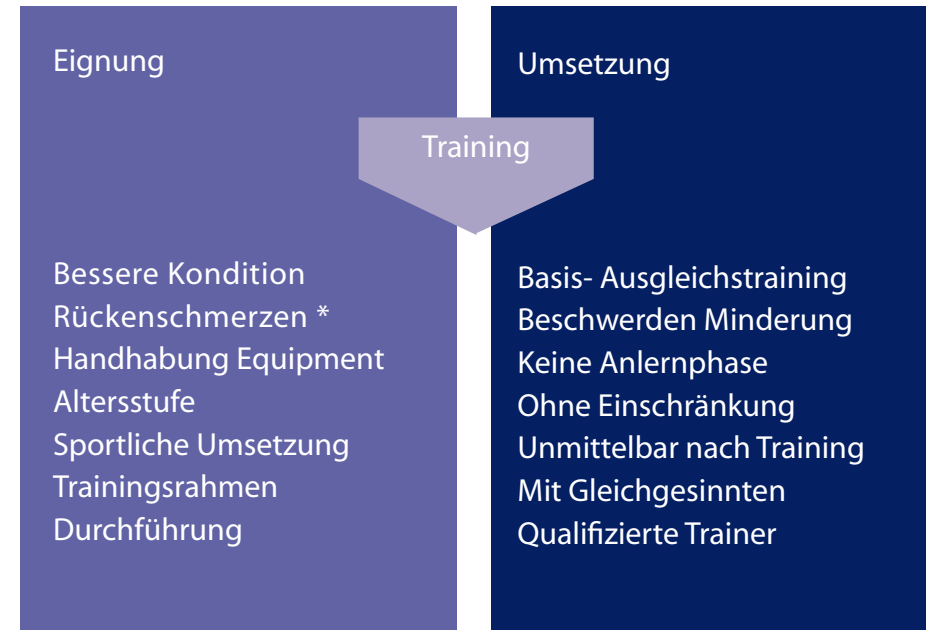 Eignung
Umsetzung
Training
Bessere Kondition
Rückenschmerzen *
Handhabung Equipment
Altersstufe
Sportliche Umsetzung
Trainingsrahmen
Durchführung
Basis- Ausgleichstraining
Beschwerden Minderung
Keine Anlernphase
Ohne Einschränkung
Unmittelbar nach Training
Mit Gleichgesinnten
Qualifizierte Trainer